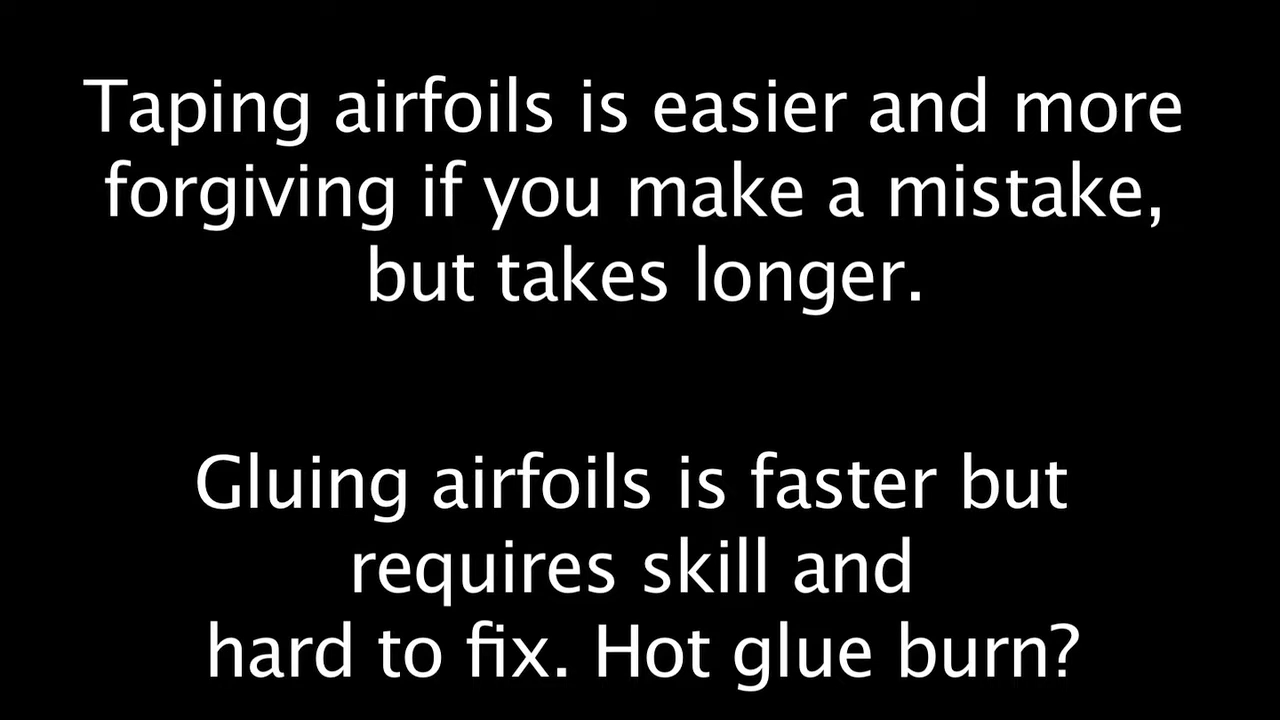 Taping airfoils is easier and more
forgiving if you make a mistake,
but takes longer.
Gluing airfoils is faster but
requires skill and
hard to fix. Hot glue burn?